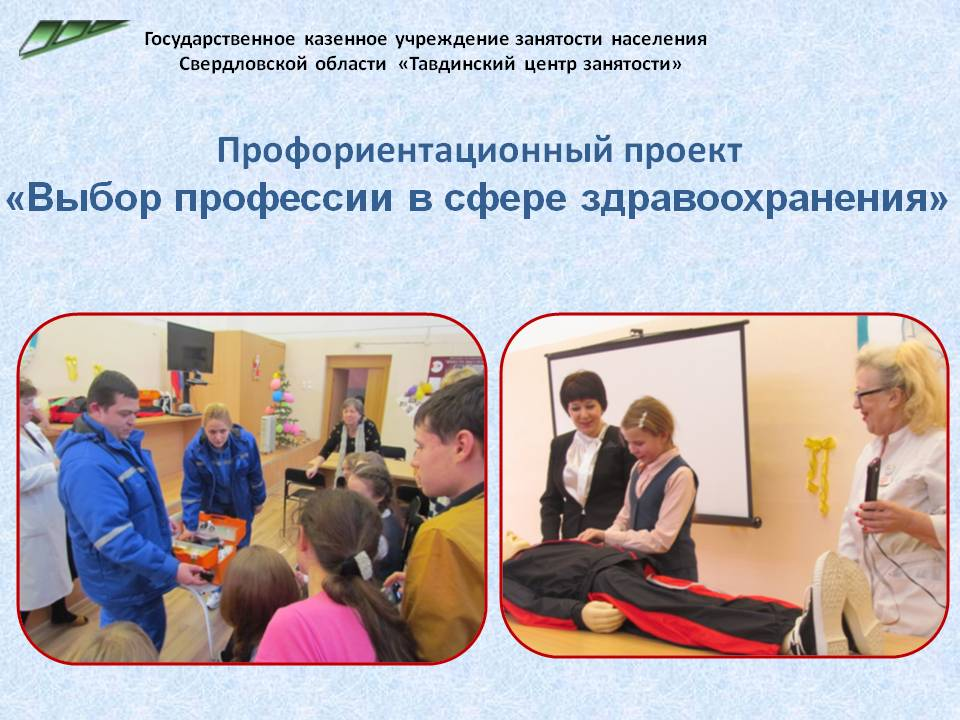 Государственное казенное учреждение занятости населения
Свердловской области «Тавдинский центр занятости»
Профориентационный проект
«Выбор профессии в сфере здравоохранения»